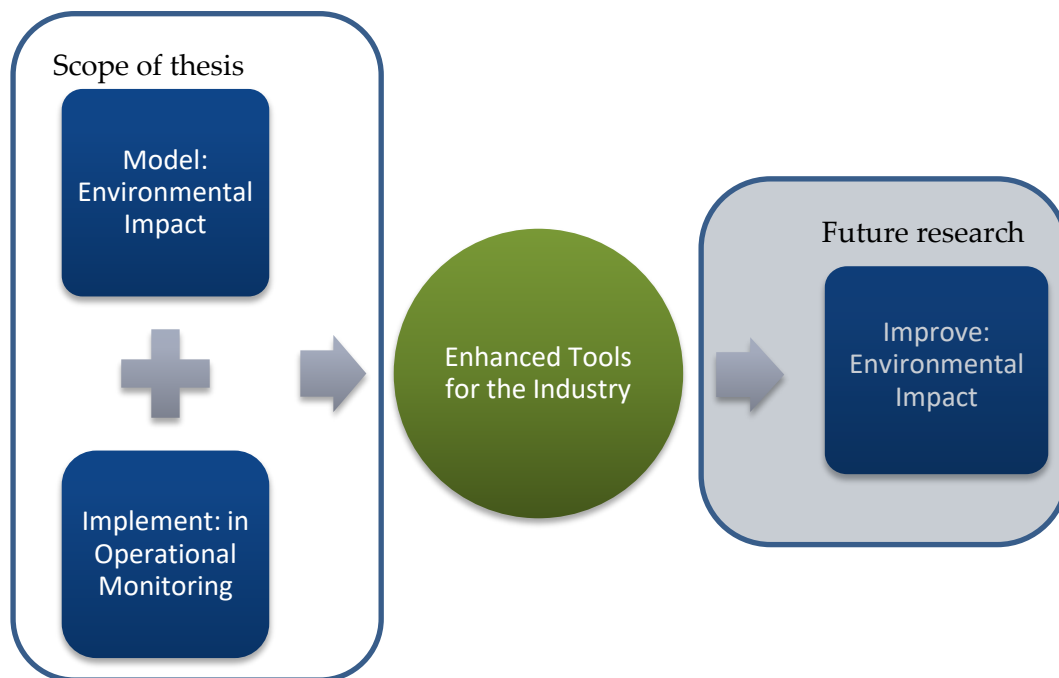 Scope of thesis
Model:
Environmental
Impact
Implement: in
Operational
Monitoring
Enhanced Tools
for the Industry
Future research
Improve:
Environmental
Impact